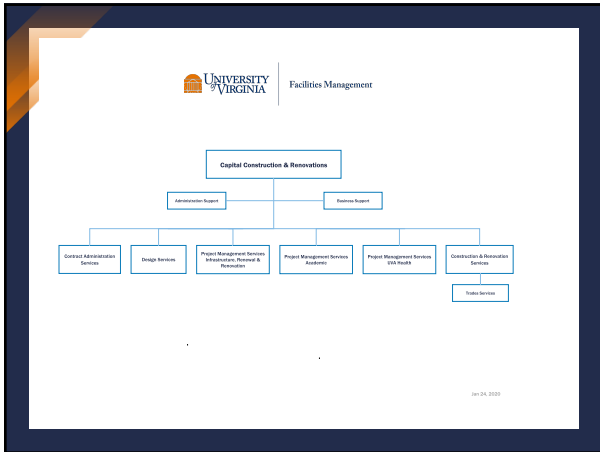 UNIVERSITY
of VIRGINIA
Facilities Management
Capital Construction & Renovations
Administration Support
Business Support
Contract Administration
Services
Design Services
Project Management Services
Infrastructure, Renewal &
Renovation
Project Management Services
Academic
Project Management Services
UVA Health
Construction & Renovation
Services
Trades Services
Jan 24, 2020